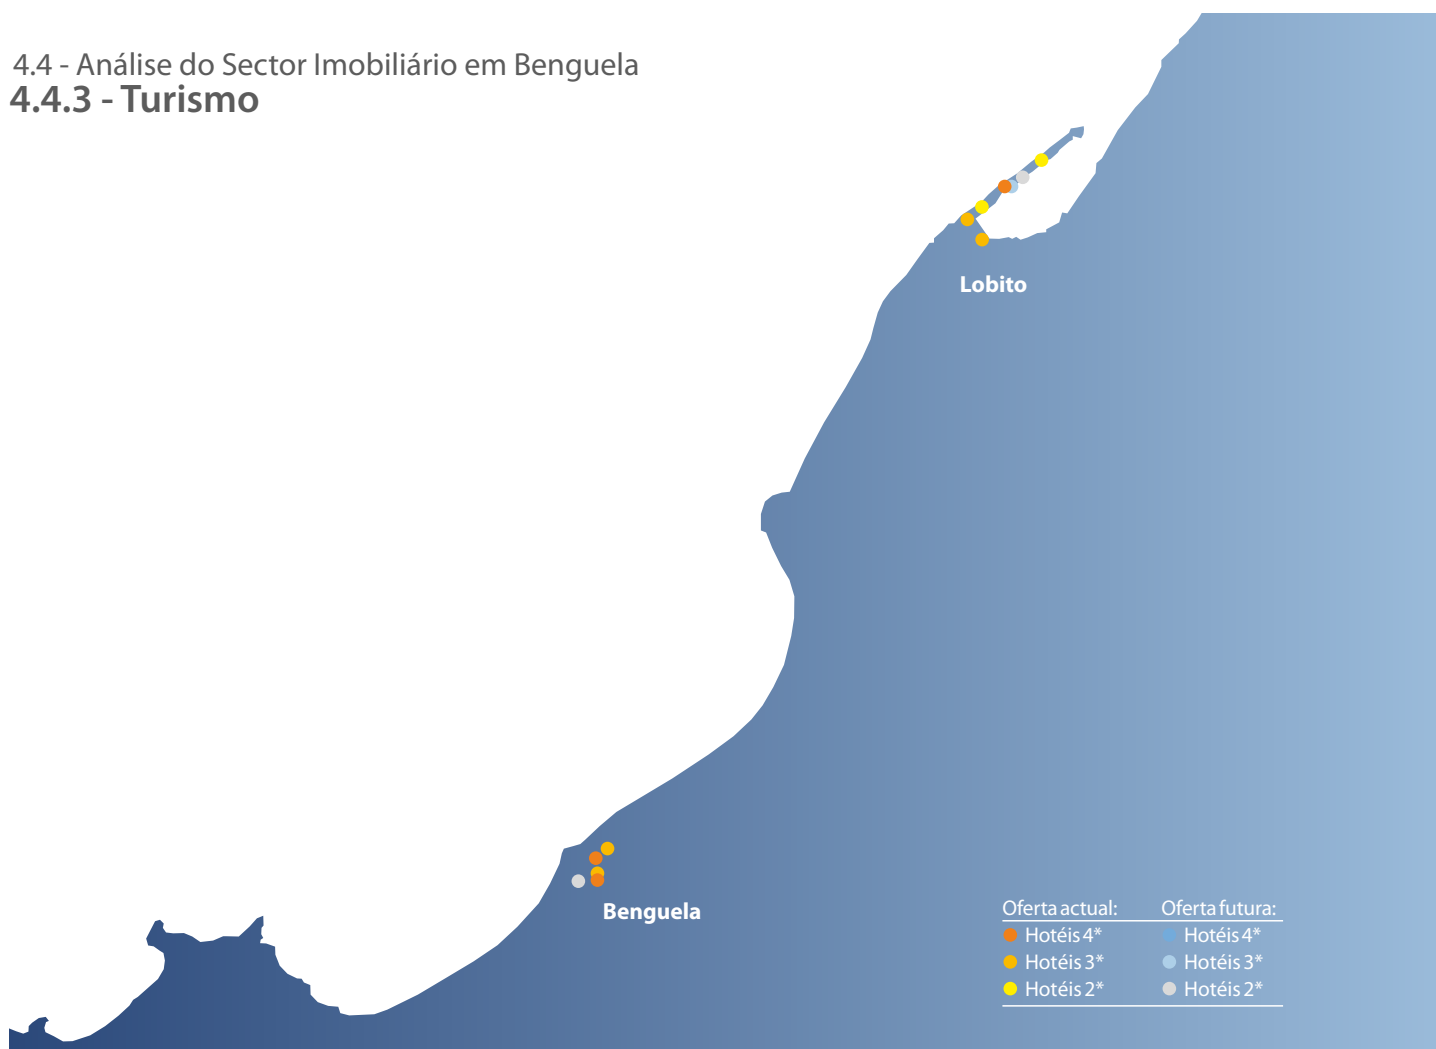 4.4 - Análise do Sector Imobiliário em Benguela
4.4.3 - Turismo
Lobito
Benguela
Oferta actual: Oferta futura:
Hotéis 4* Hotéis 4*
Hotéis 3* Hotéis 3*
Hotéis 2* Hotéis 2*